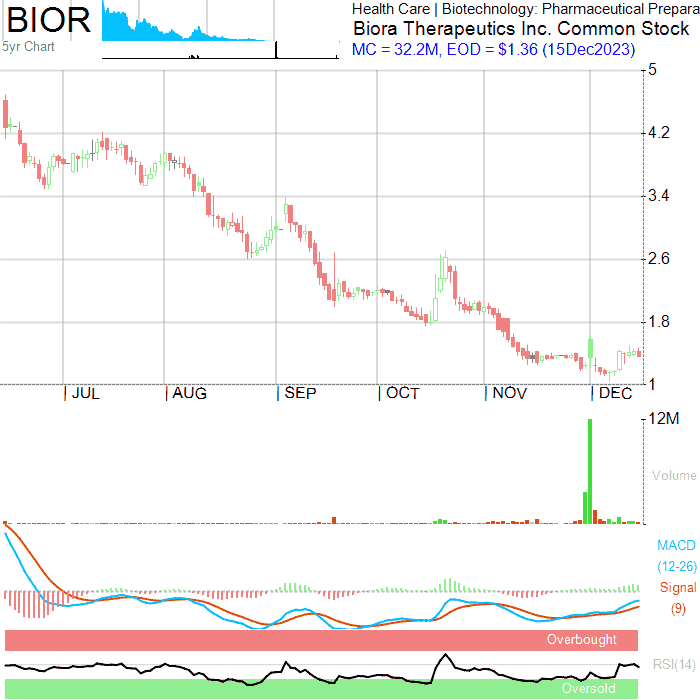 BIOR
5yr Chart
Health Care | Biotechnology: Pharmaceutical Prepara
Biora Therapeutics Inc. Common Stock
MC = 32.2M, EOD = $1.36 (15Dec2023)
5
4.2
3.4
2.6
1.8
1
JUL AUG SEP OCT NOV DEC
12M
Volume
MACD
(12-26)
Signal
(9)
Overbought
RSI(14)
Oversold